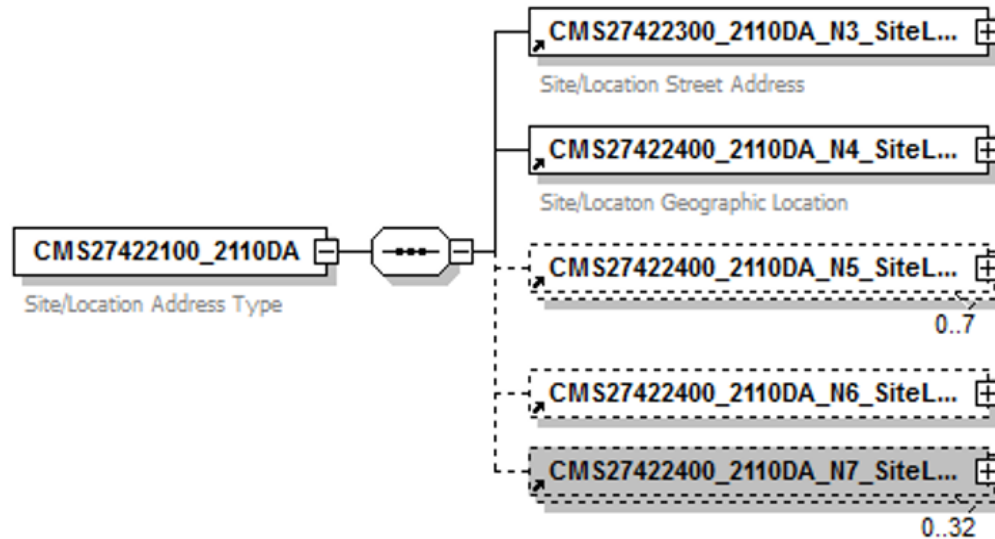 CMS27422300_2110DA_N3_SiteL...
Site/Location Street Address
CMS27422400_2110DA_N4_SiteL...
Site/Locaton Geographic Location
CMS27422100_2110DA
Site/Location Address Type
CMS27422400_2110DA_N5_SiteL...
0..7
CMS27422400_2110DA_N6_SiteL...
CMS27422400_2110DA_N7_SiteL...
0..32